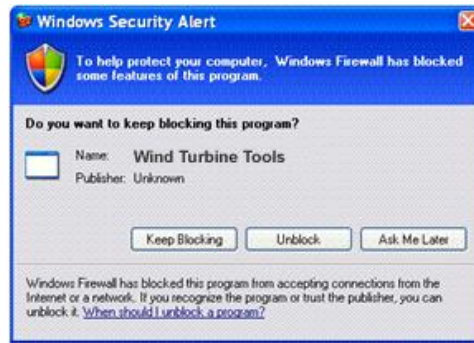 Windows Security Alert
To help protect your computer, Windows Firewall has blocked
some features of this program.
Do you want to keep blocking this program?
Name: Wind Turbine Tools
Publisher: Unknown
Keep Blocking Unblock Ask Me Later
Windows Firewall has blocked this program from accepting connections from the
Internet or a network. If you recognize the program or trust the publisher, you can
unblock it. When should I unblock a program?